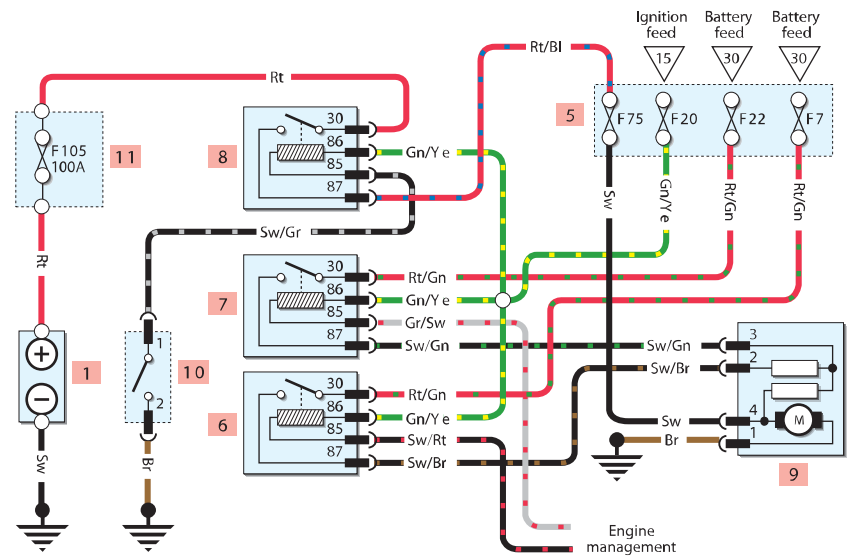 Ignition feed
Battery feed
Battery feed
15
30
30
Rt/Bl
Rt
F105
100A
11
8
30
86
85
87
Gn/Ye
5
F75
F20
F22
F7
Sw
Gn/Ye
Rt/Gn
Rt/Gn
Sw/Gr
Rt
7
30
86
85
87
Rt/Gn
Gn/Ye
Gr/Sw
Sw/Gn
+
−
1
1
2
10
6
30
86
85
87
Rt/Gn
Gn/Ye
Sw/Rt
Sw/Br
Sw/Gn
Sw/Br
Sw
Br
3
2
4
1
M
9
Sw
Br
Engine
management